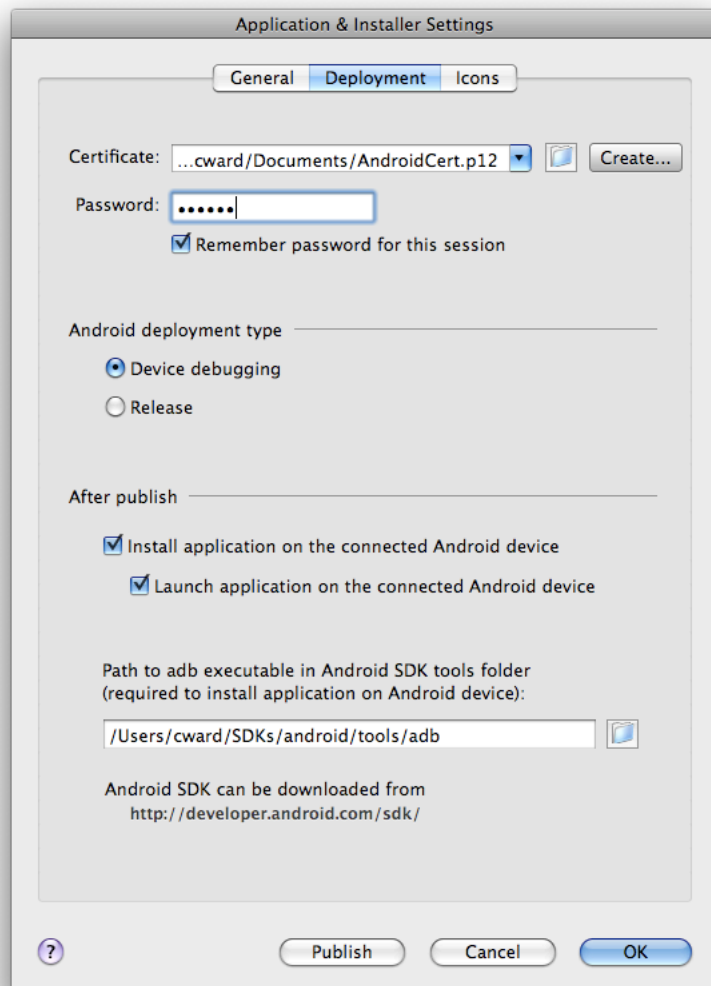 Application & Installer Settings
General Deployment Icons
Certificate: ...cward/Documents/AndroidCert.p12 Create...
Password: ••••••
Remember password for this session
Android deployment type
Device debugging
Release
After publish
Install application on the connected Android device
Launch application on the connected Android device
Path to adb executable in Android SDK tools folder
(required to install application on Android device):
/Users/cward/SDKs/android/tools/adb
Android SDK can be downloaded from
http://developer.android.com/sdk/
? Publish Cancel OK